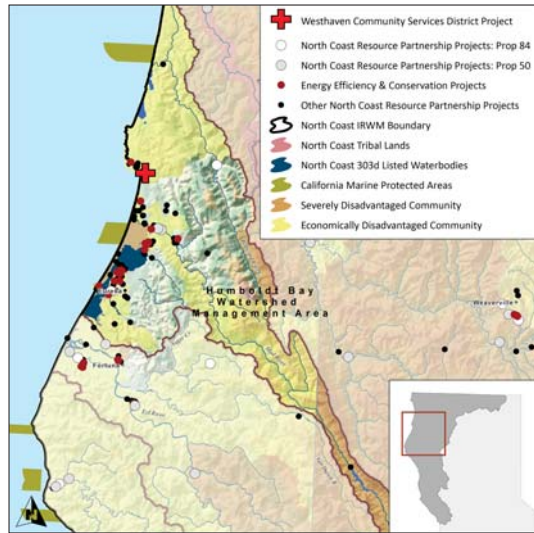 Westhaven Community Services District Project
North Coast Resource Partnership Projects: Prop 84
North Coast Resource Partnership Projects: Prop 50
Energy Efficiency & Conservation Projects
Other North Coast Resource Partnership Projects
North Coast IRWM Boundary
North Coast Tribal Lands
North Coast 303d Listed Waterbodies
California Marine Protected Areas
Severely Disadvantaged Community
Economically Disadvantaged Community
Humboldt Bay
Watershed
Management Area
Weaverville
Eureka
Fortuna
Eel River
N